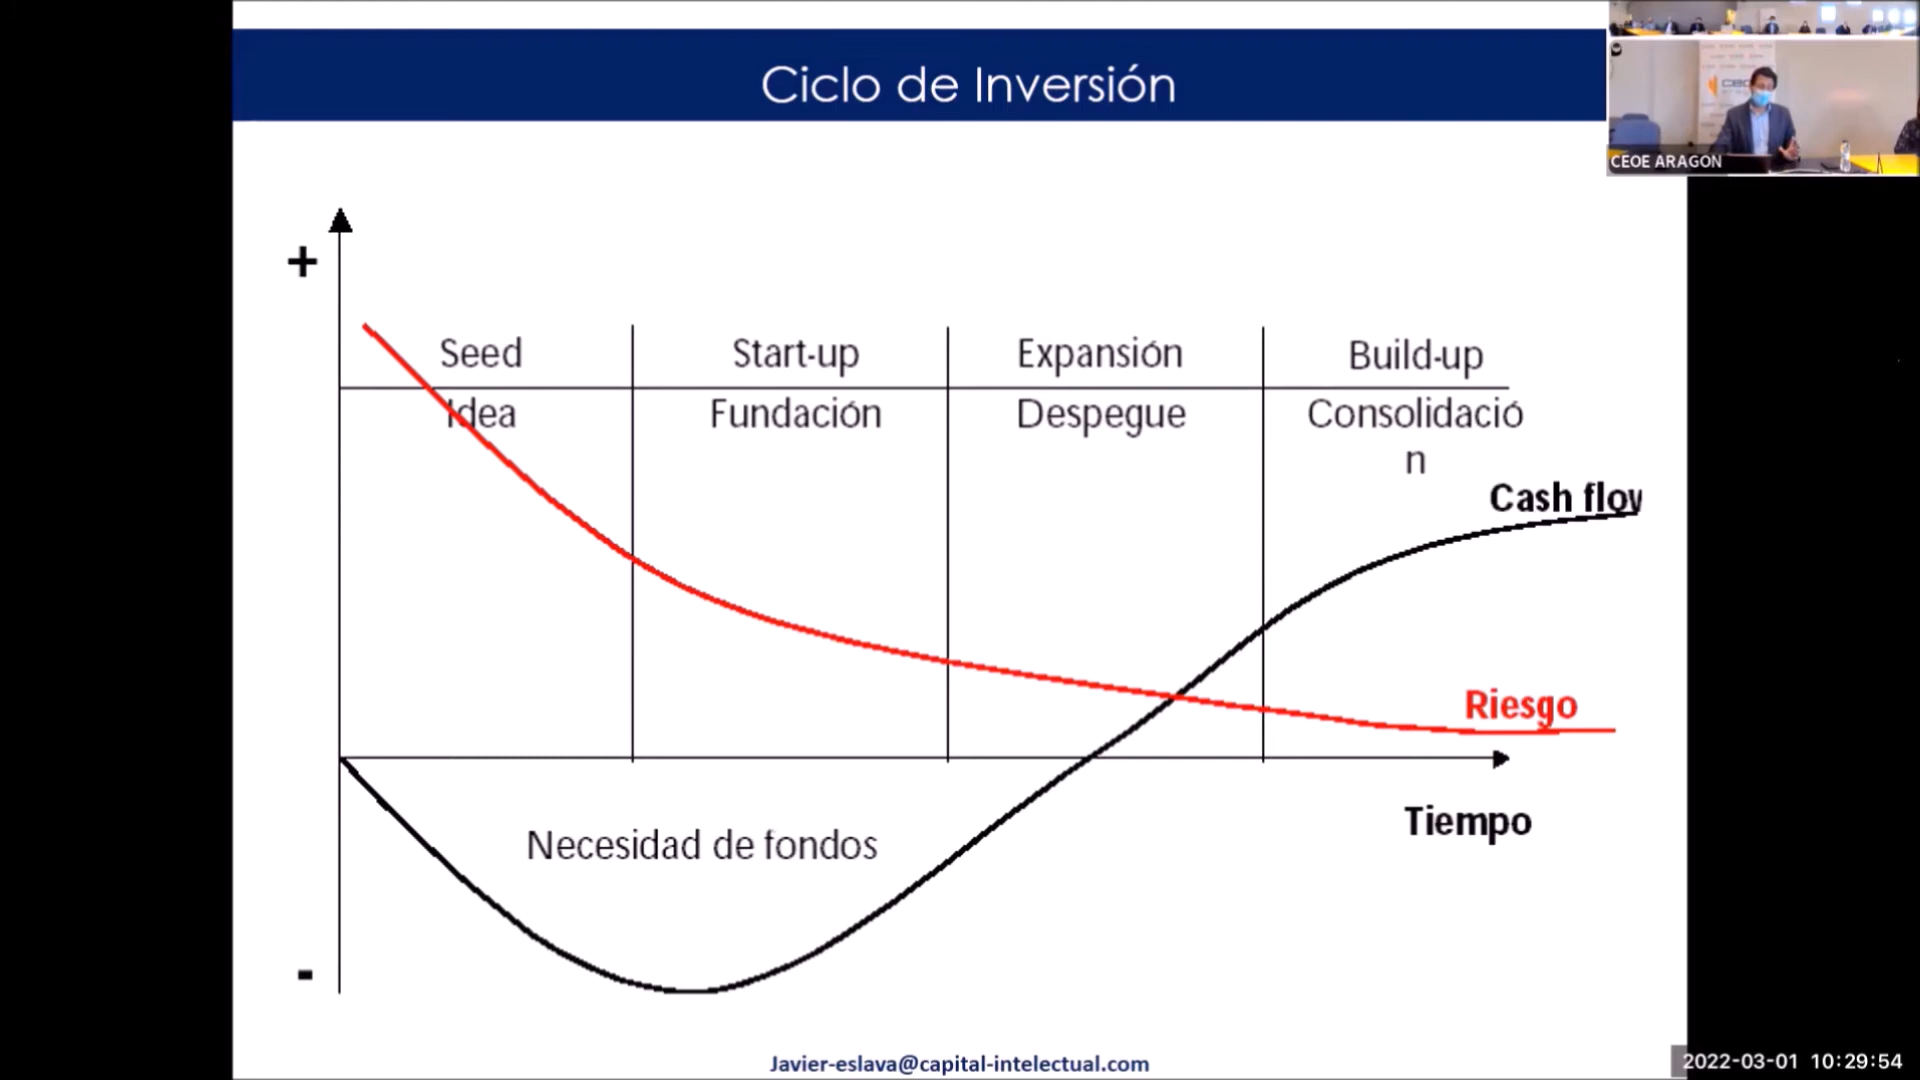 Ciclo de Inversión
CEOE ARAGON
+
Seed
Start-up
Expansión
Build-up
Idea
Fundación
Despegue
Consolidació
n
Cash flow
Riesgo
Tiempo
Necesidad de fondos
-
Javier-eslava@capital-intelectual.com
2022-03-01 10:29:54